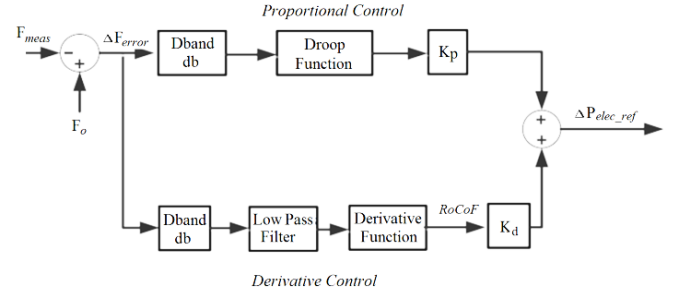 Proportional Control
F_meas
−
+
F_o
ΔF_error
Dband
db
Droop
Function
Kp
+
+
ΔP_elec_ref
Dband
db
Low Pass
Filter
Derivative
Function
RoCoF
K_d
Derivative Control